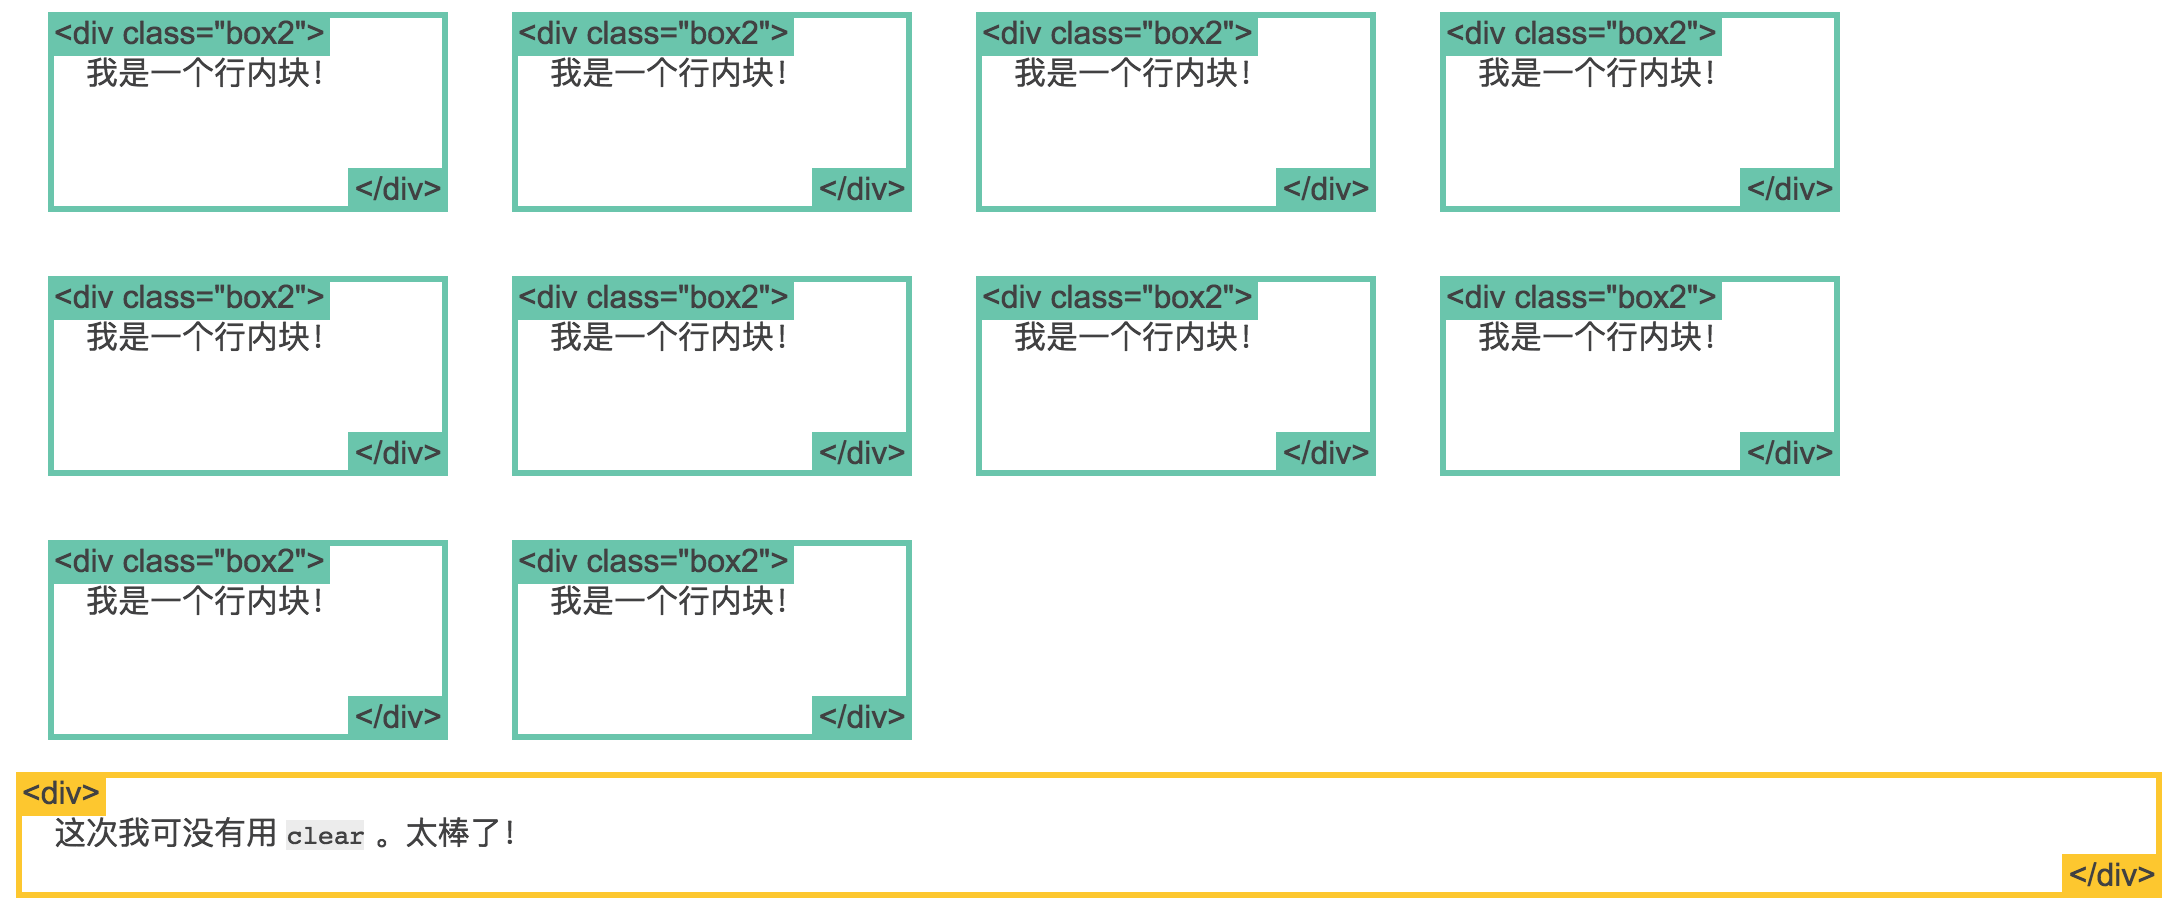 <div class="box2"> <div class="box2"> <div class="box2"> <div class="box2">
我是一个行内块! 我是一个行内块! 我是一个行内块! 我是一个行内块!
</div> </div> </div> </div>
<div class="box2"> <div class="box2"> <div class="box2"> <div class="box2">
我是一个行内块! 我是一个行内块! 我是一个行内块! 我是一个行内块!
</div> </div> </div> </div>
<div class="box2"> <div class="box2">
我是一个行内块! 我是一个行内块!
</div> </div>
<div>
这次我可没有用 clear 。太棒了!
</div>